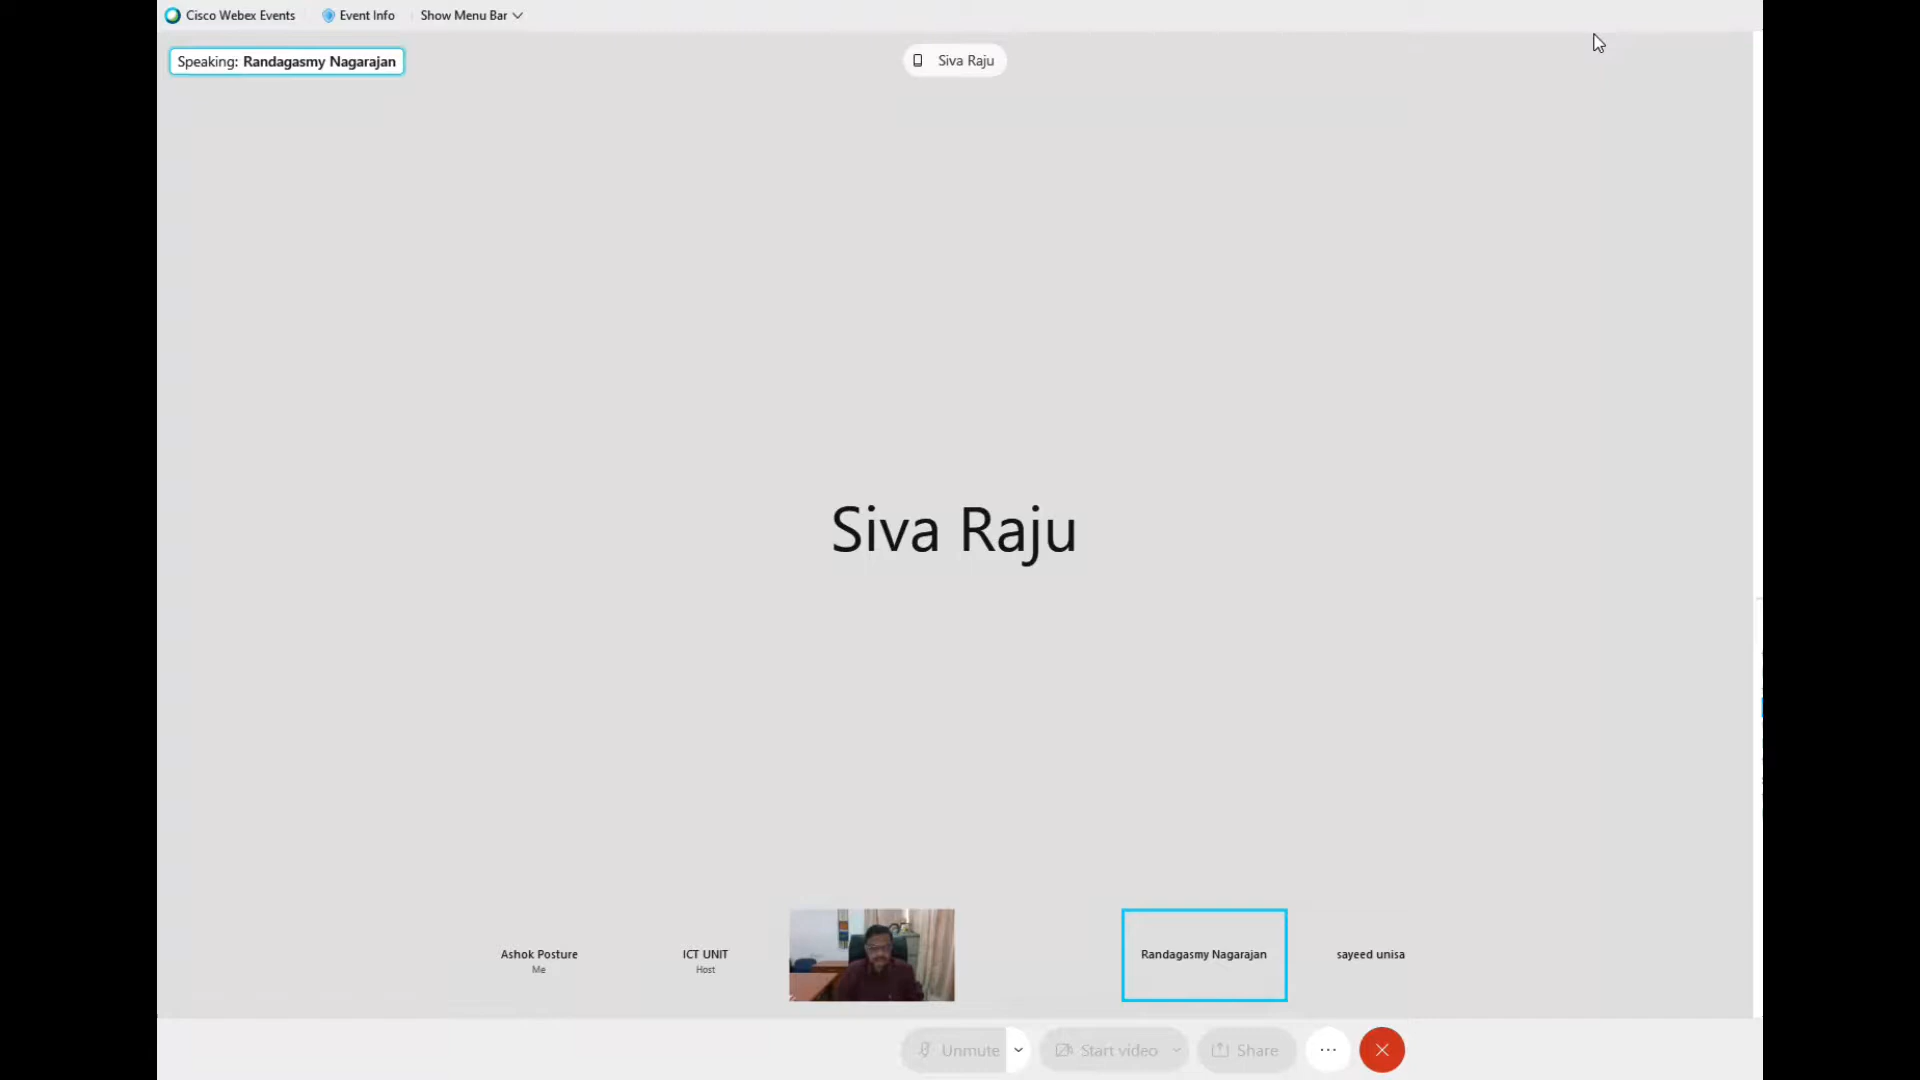 Cisco Webex Events
Event Info
Show Menu Bar
Speaking: Randagasmy Nagarajan
Siva Raju
Siva Raju
Ashok Posture
Me
ICT UNIT
Host
Randagasmy Nagarajan
sayeed unisa
Unmute
Start video
Share